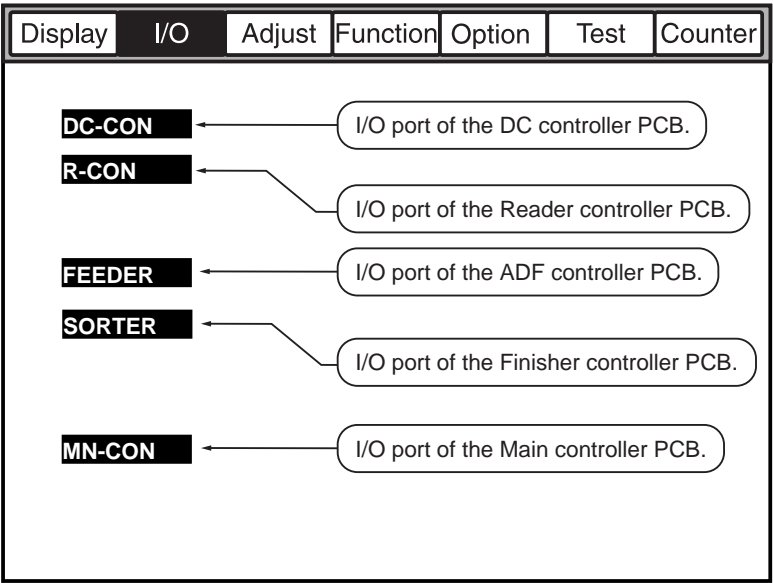 Display I/O Adjust Function Option Test Counter
DC-CON I/O port of the DC controller PCB.
R-CON
I/O port of the Reader controller PCB.
FEEDER I/O port of the ADF controller PCB.
SORTER
I/O port of the Finisher controller PCB.
MN-CON I/O port of the Main controller PCB.